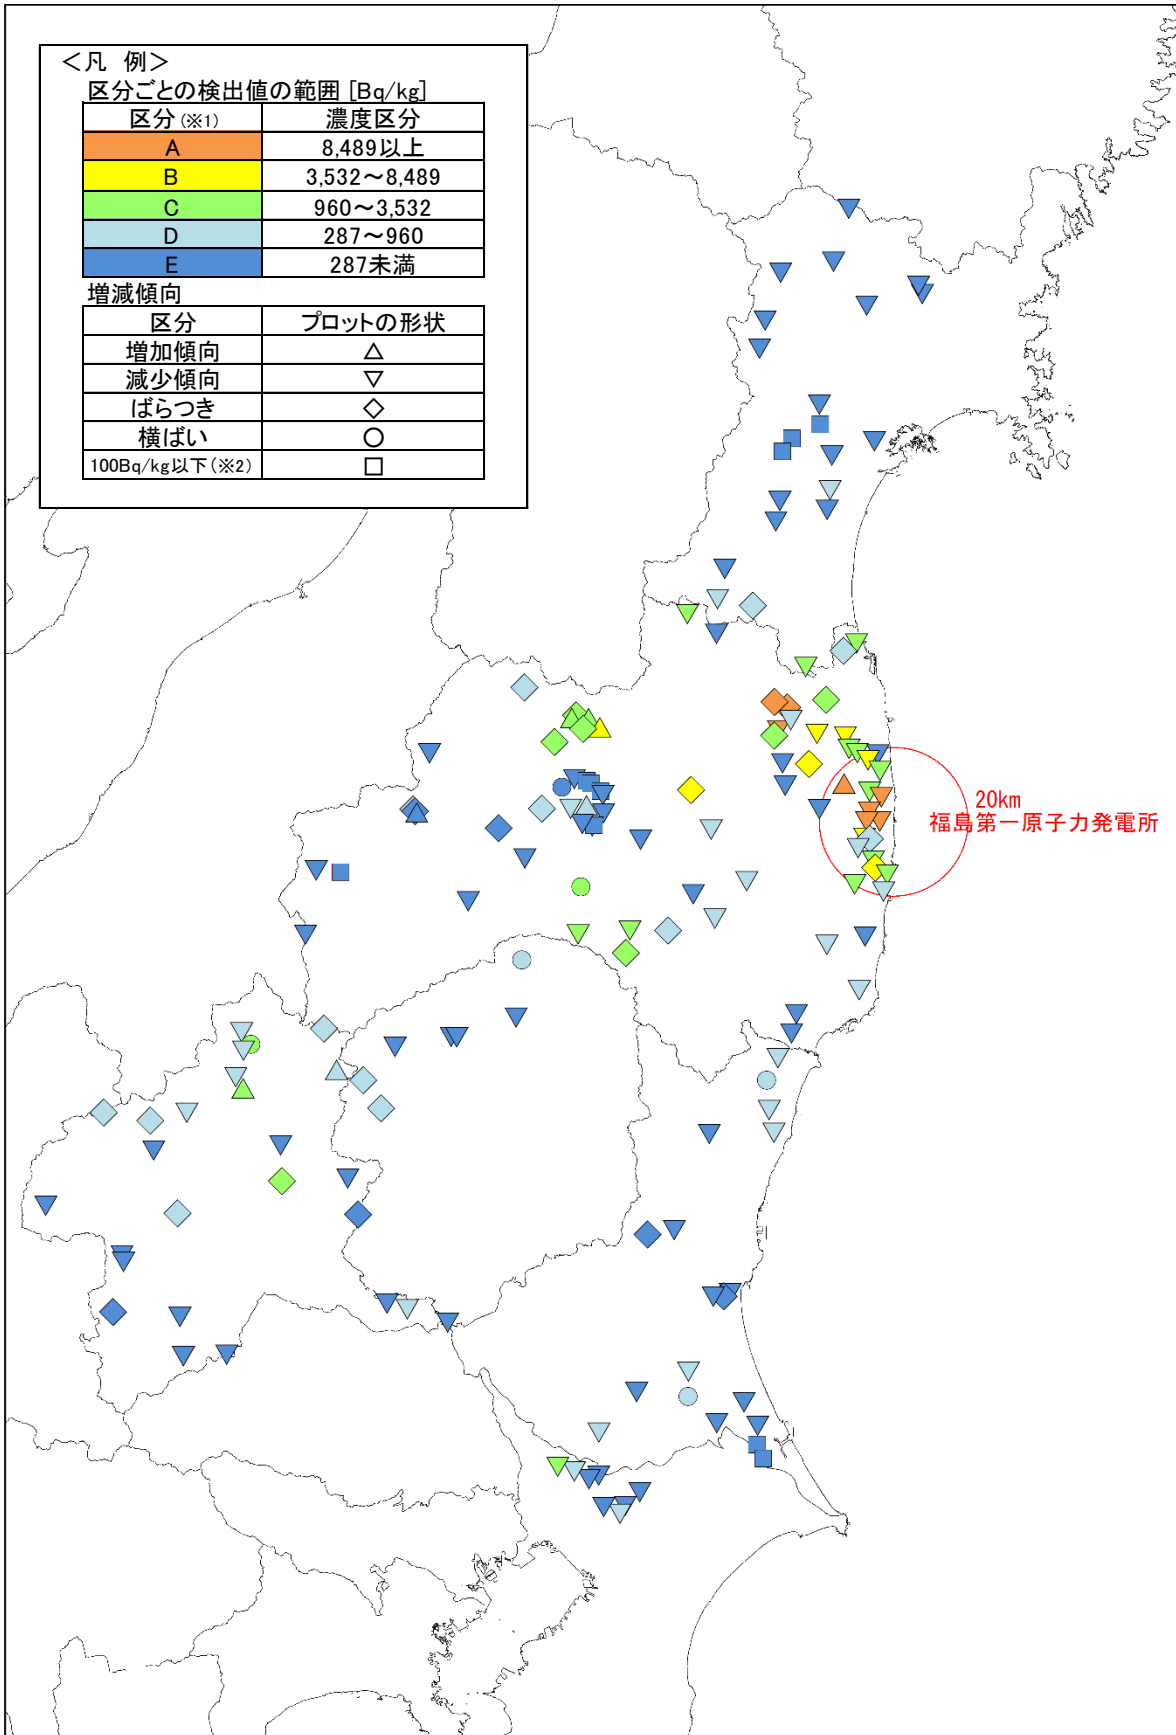 ＜凡 例＞
区分ごとの検出値の範囲 [Bq/kg]
区分(※1) 濃度区分
A 8,489以上
B 3,532～8,489
C 960～3,532
D 287～960
E 287未満
増減傾向
区分 プロットの形状
増加傾向 △
減少傾向 ▽
ばらつき ◇
横ばい ○
100Bq/kg以下(※2) □
20km
福島第一原子力発電所